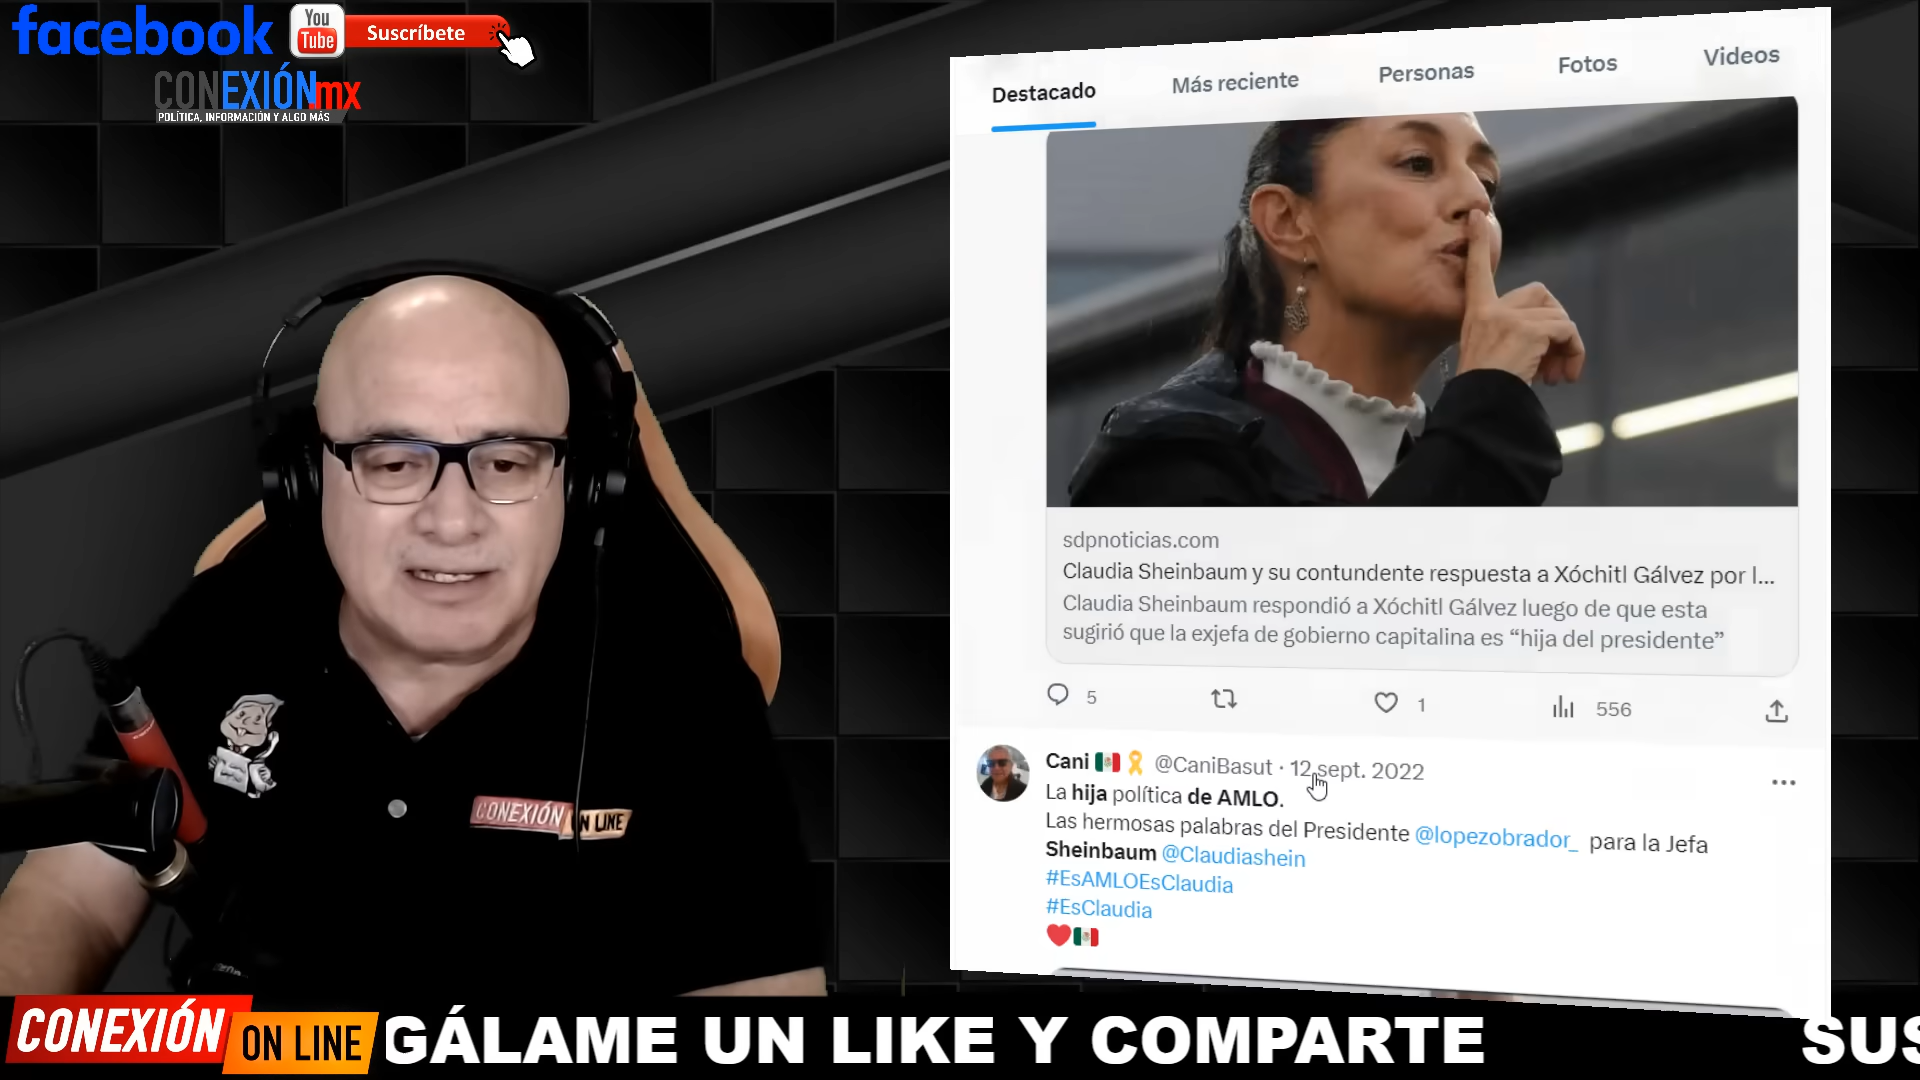 facebook
You
Tube
Suscríbete
CONEXIÓN.mx
POLÍTICA, INFORMACIÓN Y ALGO MÁS
Destacado
Más reciente
Personas
Fotos
Videos
sdpnoticias.com
Claudia Sheinbaum y su contundente respuesta a Xóchitl Gálvez por l...
Claudia Sheinbaum respondió a Xóchitl Gálvez luego de que esta
sugirió que la exjefa de gobierno capitalina es “hija del presidente”
5
1
556
Cani @CaniBasut · 12 sept. 2022
La hija política de AMLO.
Las hermosas palabras del Presidente @lopezobrador_ para la Jefa
Sheinbaum @Claudiashein
#EsAMLOEsClaudia
#EsClaudia
CONEXIÓN ON LINE
CONEXIÓN
ON LINE
GÁLAME UN LIKE Y COMPARTE
SUS